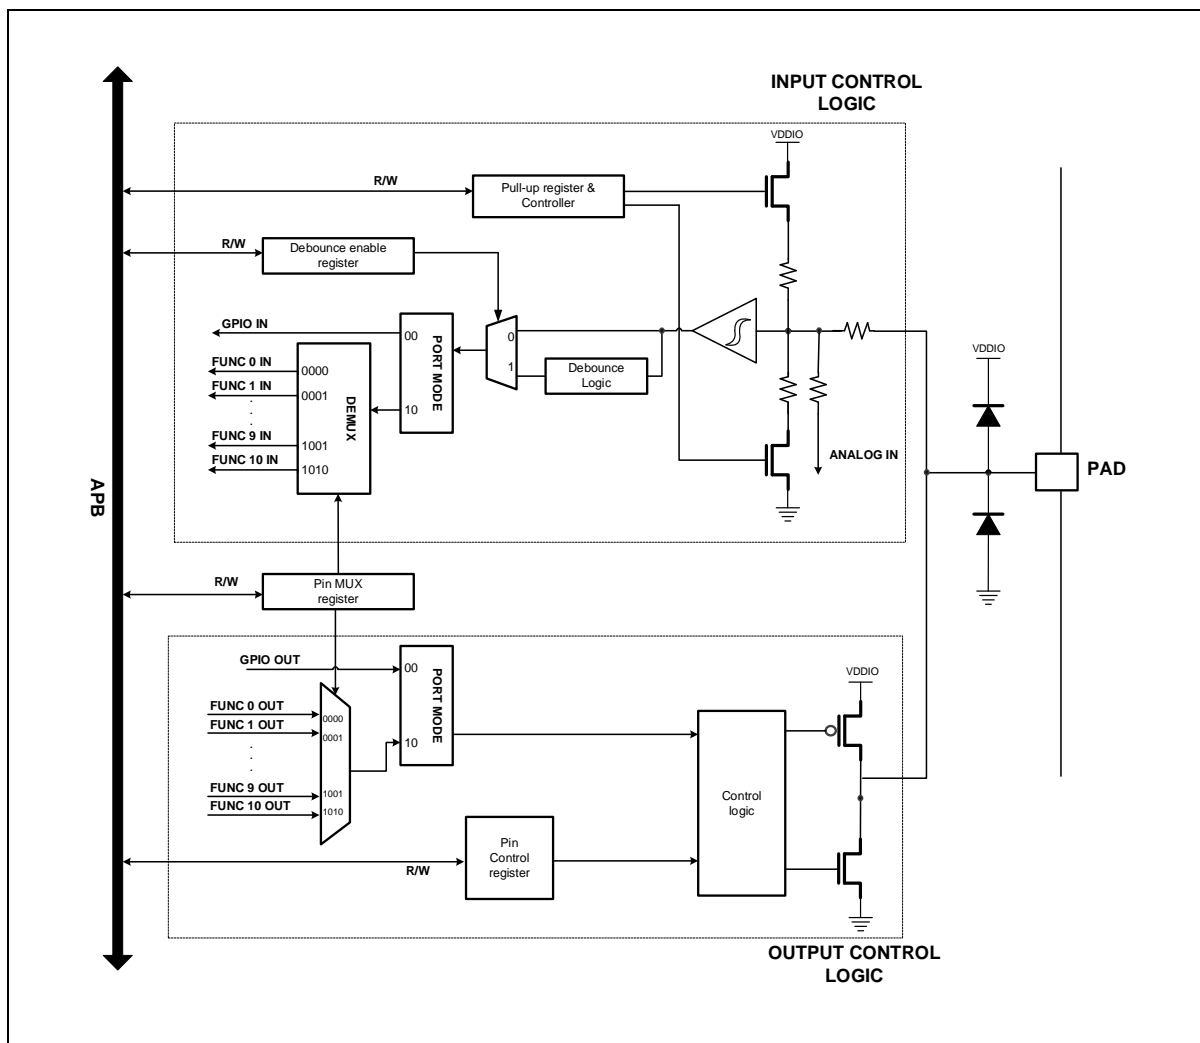 INPUT CONTROL
LOGIC
VDDIO
R/W
Pull-up register &
Controller
R/W
Debounce enable
register
GPIO IN
00
PORT MODE
0
FUNC 0 IN
0000
1
Debounce
Logic
VDDIO
FUNC 1 IN
0001
.
.
.
DEMUX
10
FUNC 9 IN
1001
FUNC 10 IN
1010
ANALOG IN
PAD
APB
R/W
Pin MUX
register
GPIO OUT
00
PORT MODE
VDDIO
FUNC 0 OUT
0000
FUNC 1 OUT
0001
10
.
.
.
FUNC 9 OUT
1001
FUNC 10 OUT
1010
Control
logic
Pin
Control
register
R/W
OUTPUT CONTROL
LOGIC